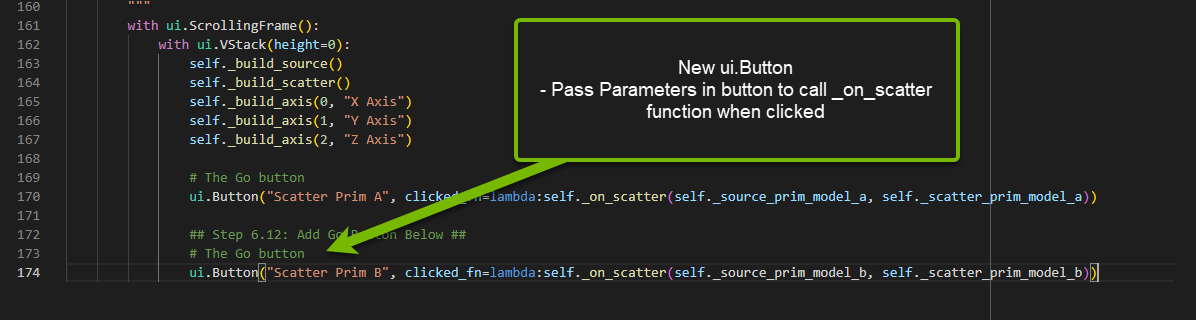 160 """
161 with ui.ScrollingFrame():
162 with ui.VStack(height=0):
163 self._build_source()
164 self._build_scatter()
165 self._build_axis(0, "X Axis")
166 self._build_axis(1, "Y Axis")
167 self._build_axis(2, "Z Axis")
168
169 # The Go button
170 ui.Button("Scatter Prim A", clicked_fn=lambda:self._on_scatter(self._source_prim_model_a, self._scatter_prim_model_a))
171
172 ## Step 6.12: Add Go Button Below ##
173 # The Go button
174 ui.Button("Scatter Prim B", clicked_fn=lambda:self._on_scatter(self._source_prim_model_b, self._scatter_prim_model_b))
New ui.Button
- Pass Parameters in button to call _on_scatter
function when clicked